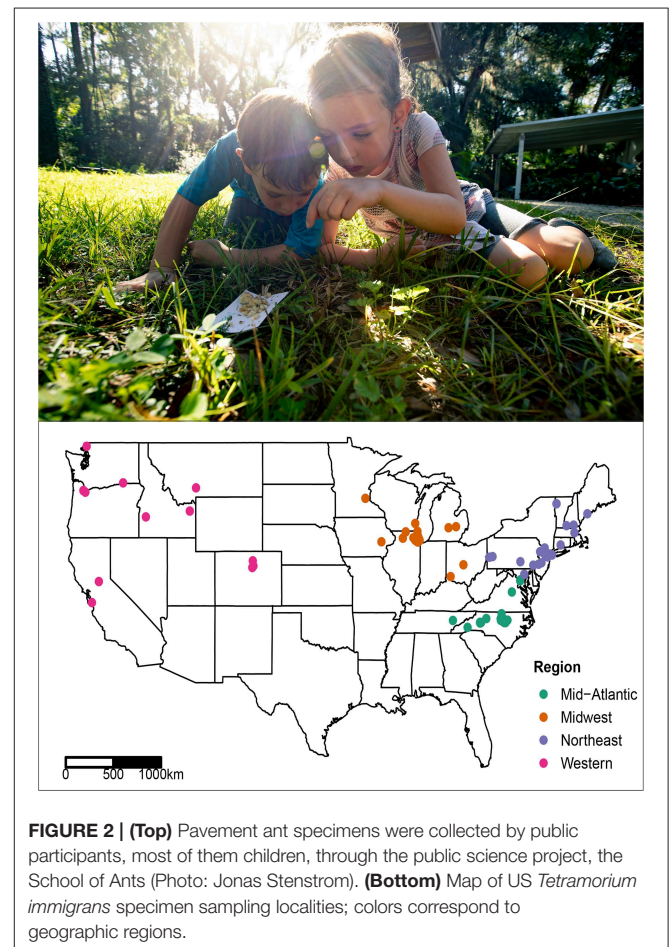 Region
Mid−Atlantic
Midwest
Northeast
Western
0 500 1000km
FIGURE 2 | (Top) Pavement ant specimens were collected by public
participants, most of them children, through the public science project, the
School of Ants (Photo: Jonas Stenstrom). (Bottom) Map of US Tetramorium
immigrans specimen sampling localities; colors correspond to
geographic regions.